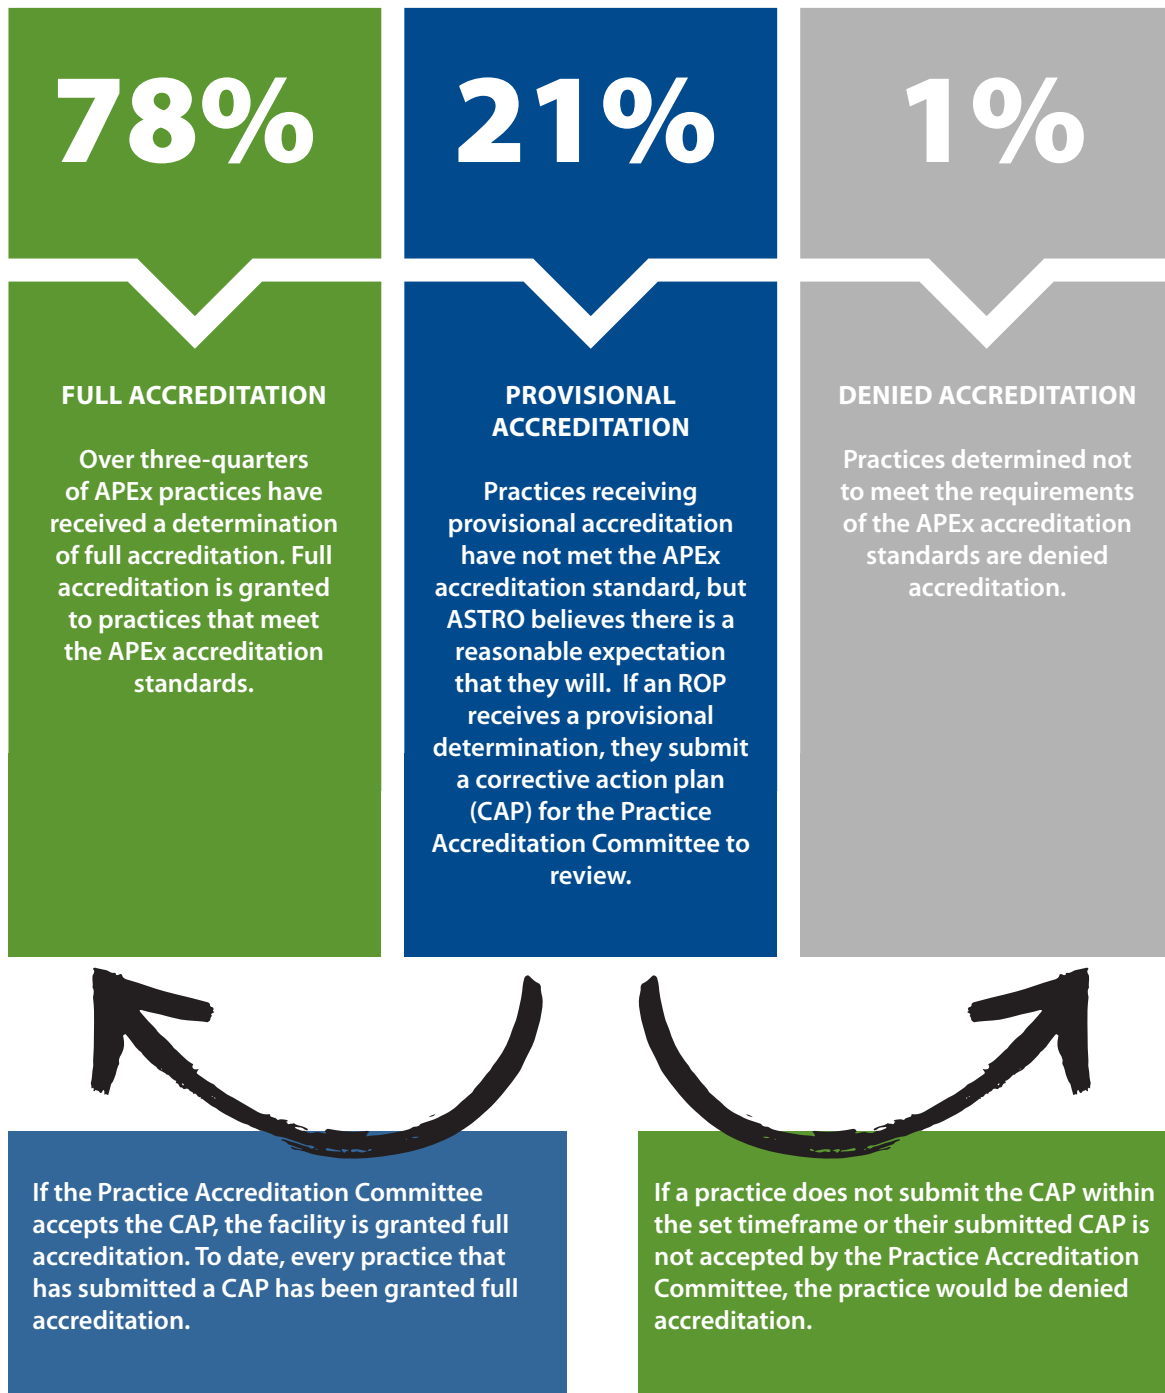 78%
FULL ACCREDITATION
Over three-quarters
of APEx practices have
received a determination
of full accreditation. Full
accreditation is granted
to practices that meet
the APEx accreditation
standards.
21%
PROVISIONAL
ACCREDITATION
Practices receiving
provisional accreditation
have not met the APEx
accreditation standard, but
ASTRO believes there is a
reasonable expectation
that they will. If an ROP
receives a provisional
determination, they submit
a corrective action plan
(CAP) for the Practice
Accreditation Committee to
review.
1%
DENIED ACCREDITATION
Practices determined not
to meet the requirements
of the APEx accreditation
standards are denied
accreditation.
If the Practice Accreditation Committee
accepts the CAP, the facility is granted full
accreditation. To date, every practice that
has submitted a CAP has been granted full
accreditation.
If a practice does not submit the CAP within
the set timeframe or their submitted CAP is
not accepted by the Practice Accreditation
Committee, the practice would be denied
accreditation.